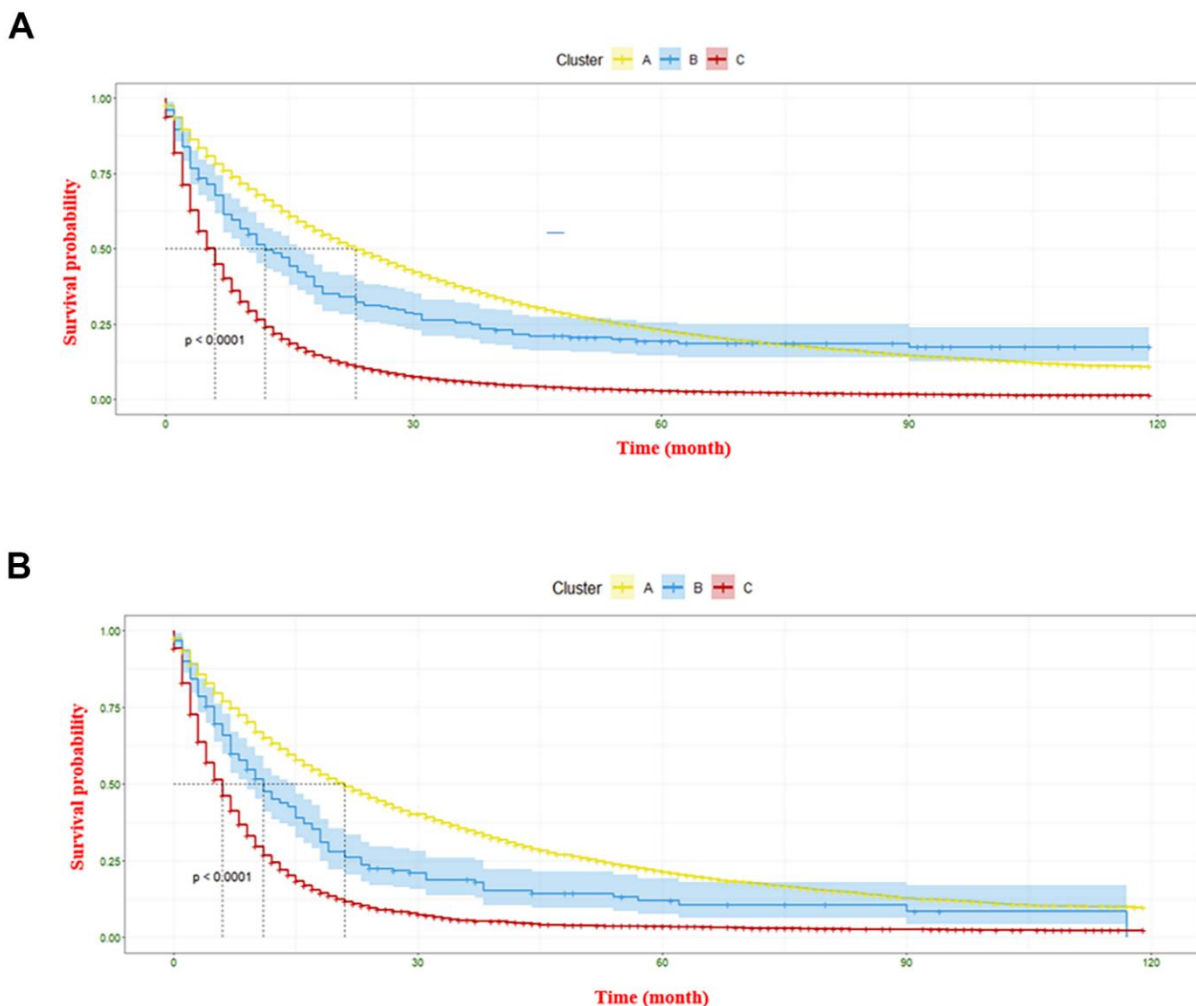 A
Cluster A B C
1.00
0.75
0.50
0.25
0.00
Survival probability
p < 0.0001
0 30 60 90 120
Time (month)
B
Cluster A B C
1.00
0.75
0.50
0.25
0.00
Survival probability
p < 0.0001
0 30 60 90 120
Time (month)